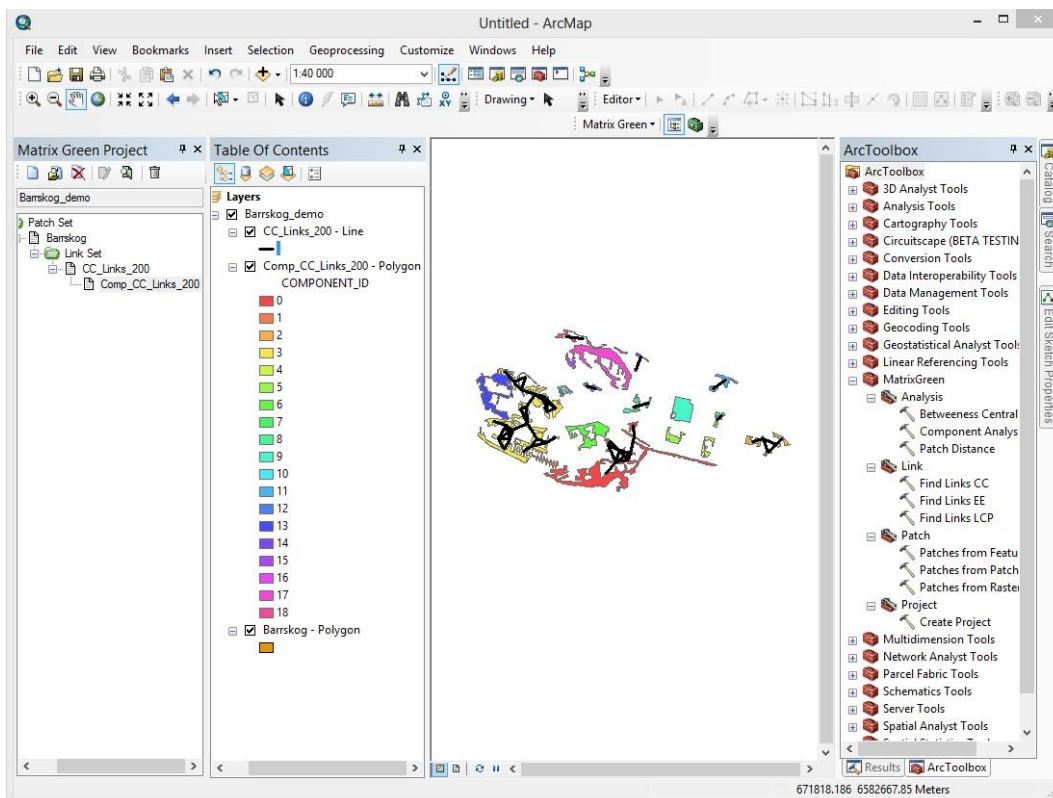 Untitled - ArcMap
File Edit View Bookmarks Insert Selection Geoprocessing Customize Windows Help
1:40 000
Drawing
Editor
Matrix Green
Matrix Green Project
Barrskog_demo
Patch Set
Barrskog
Link Set
CC_Links_200
Comp_CC_Links_200
Table Of Contents
Layers
Barrskog_demo
CC_Links_200 - Line
Comp_CC_Links_200 - Polygon
COMPONENT_ID
0
1
2
3
4
5
6
7
8
9
10
11
12
13
14
15
16
17
18
Barrskog - Polygon
ArcToolbox
ArcToolbox
3D Analyst Tools
Analysis Tools
Cartography Tools
Circuitscape (BETA TESTIN
Conversion Tools
Data Interoperability Tools
Data Management Tools
Editing Tools
Geocoding Tools
Geostatistical Analyst Tools
Linear Referencing Tools
MatrixGreen
Analysis
Betweeness Central
Component Analys
Patch Distance
Link
Find Links CC
Find Links EE
Find Links LCP
Patch
Patches from Featu
Patches from Patch
Patches from Raster
Project
Create Project
Multidimension Tools
Network Analyst Tools
Parcel Fabric Tools
Schematics Tools
Server Tools
Spatial Analyst Tools
Results ArcToolbox
Catalog
Search
Edit Sketch Properties
671818.186 6582667.85 Meters